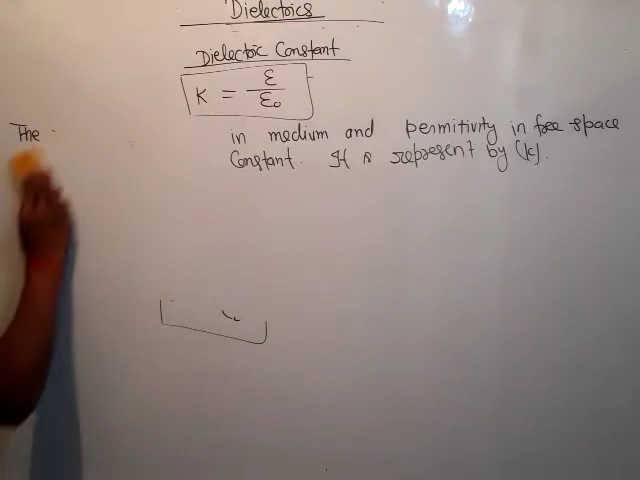 Dielectrics
Dielectric Constant
K = ε / ε₀
The in medium and permitivity in free space
Constant. It is represent by (K).